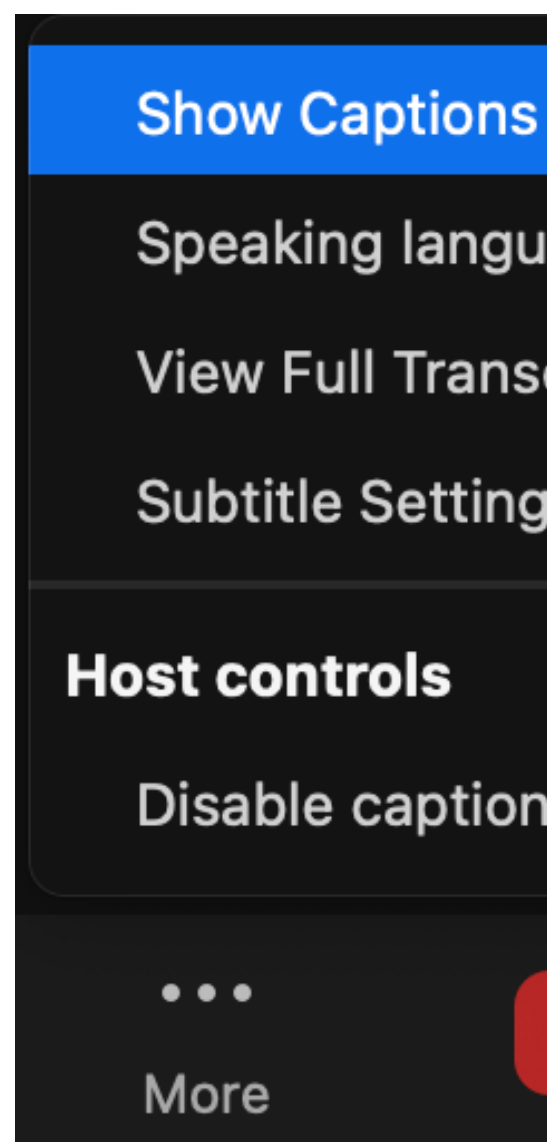 Show Captions
Speaking langu
View Full Trans
Subtitle Setting
Host controls
Disable caption
More